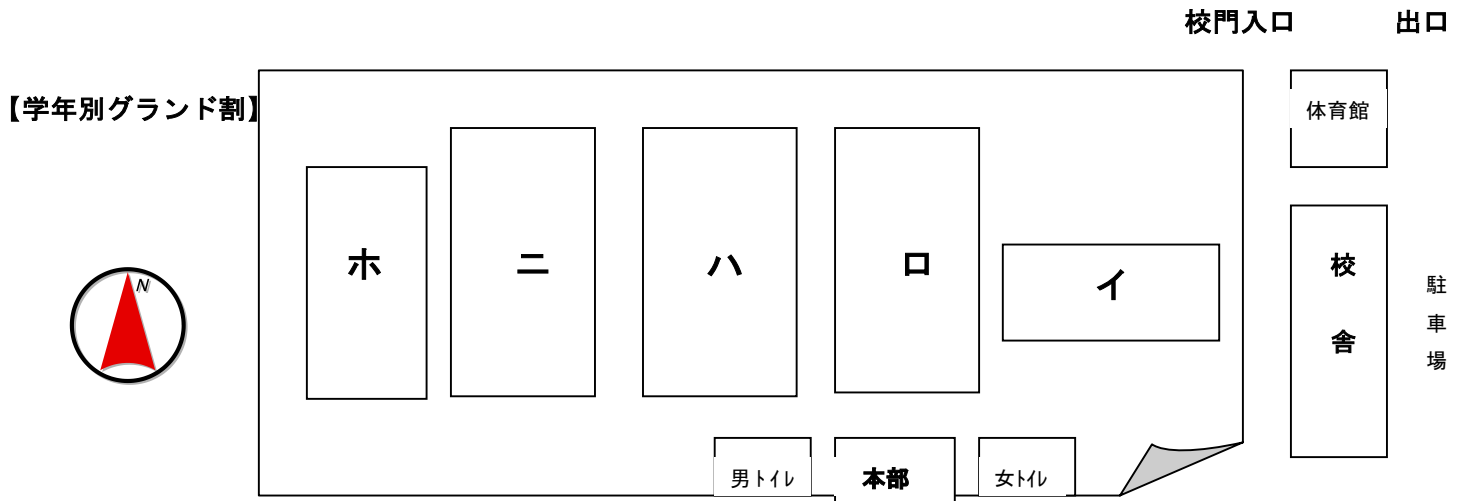 校門入口 出口
【学年別グランド割】
体育館
ホ ニ ハ ロ イ
校舎
駐車場
N
男トイレ 本部 女トイレ